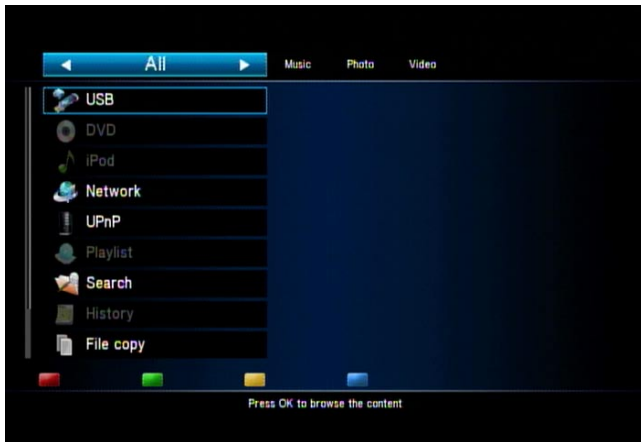 All Music Photo Video
USB
DVD
iPod
Network
UPnP
Playlist
Search
History
File copy
Press OK to browse the content